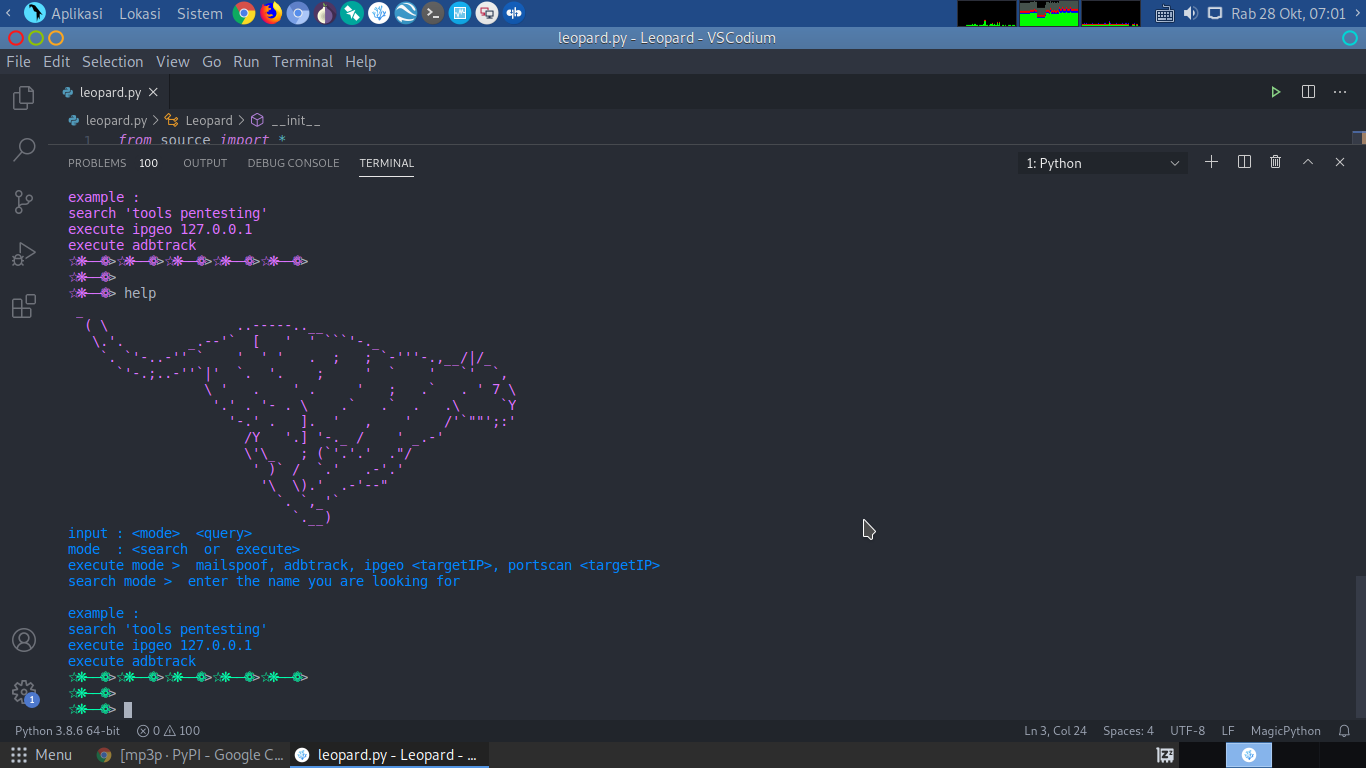 Aplikasi Lokasi Sistem Rab 28 Okt, 07:01
leopard.py - Leopard - VSCodium
File Edit Selection View Go Run Terminal Help
leopard.py
leopard.py > Leopard > __init__
1 from source import *
PROBLEMS 100 OUTPUT DEBUG CONSOLE TERMINAL 1: Python
example :
search 'tools pentesting'
execute ipgeo 127.0.0.1
execute adbtrack
help
input : <mode>  <query>
mode  : <search  or  execute>
execute mode >  mailspoof, adbtrack, ipgeo <targetIP>, portscan <targetIP>
search mode >  enter the name you are looking for
example :
search 'tools pentesting'
execute ipgeo 127.0.0.1
execute adbtrack
1
Python 3.8.6 64-bit 0 100 Ln 3, Col 24 Spaces: 4 UTF-8 LF MagicPython
Menu [mp3p · PyPI - Google C... leopard.py - Leopard - ...